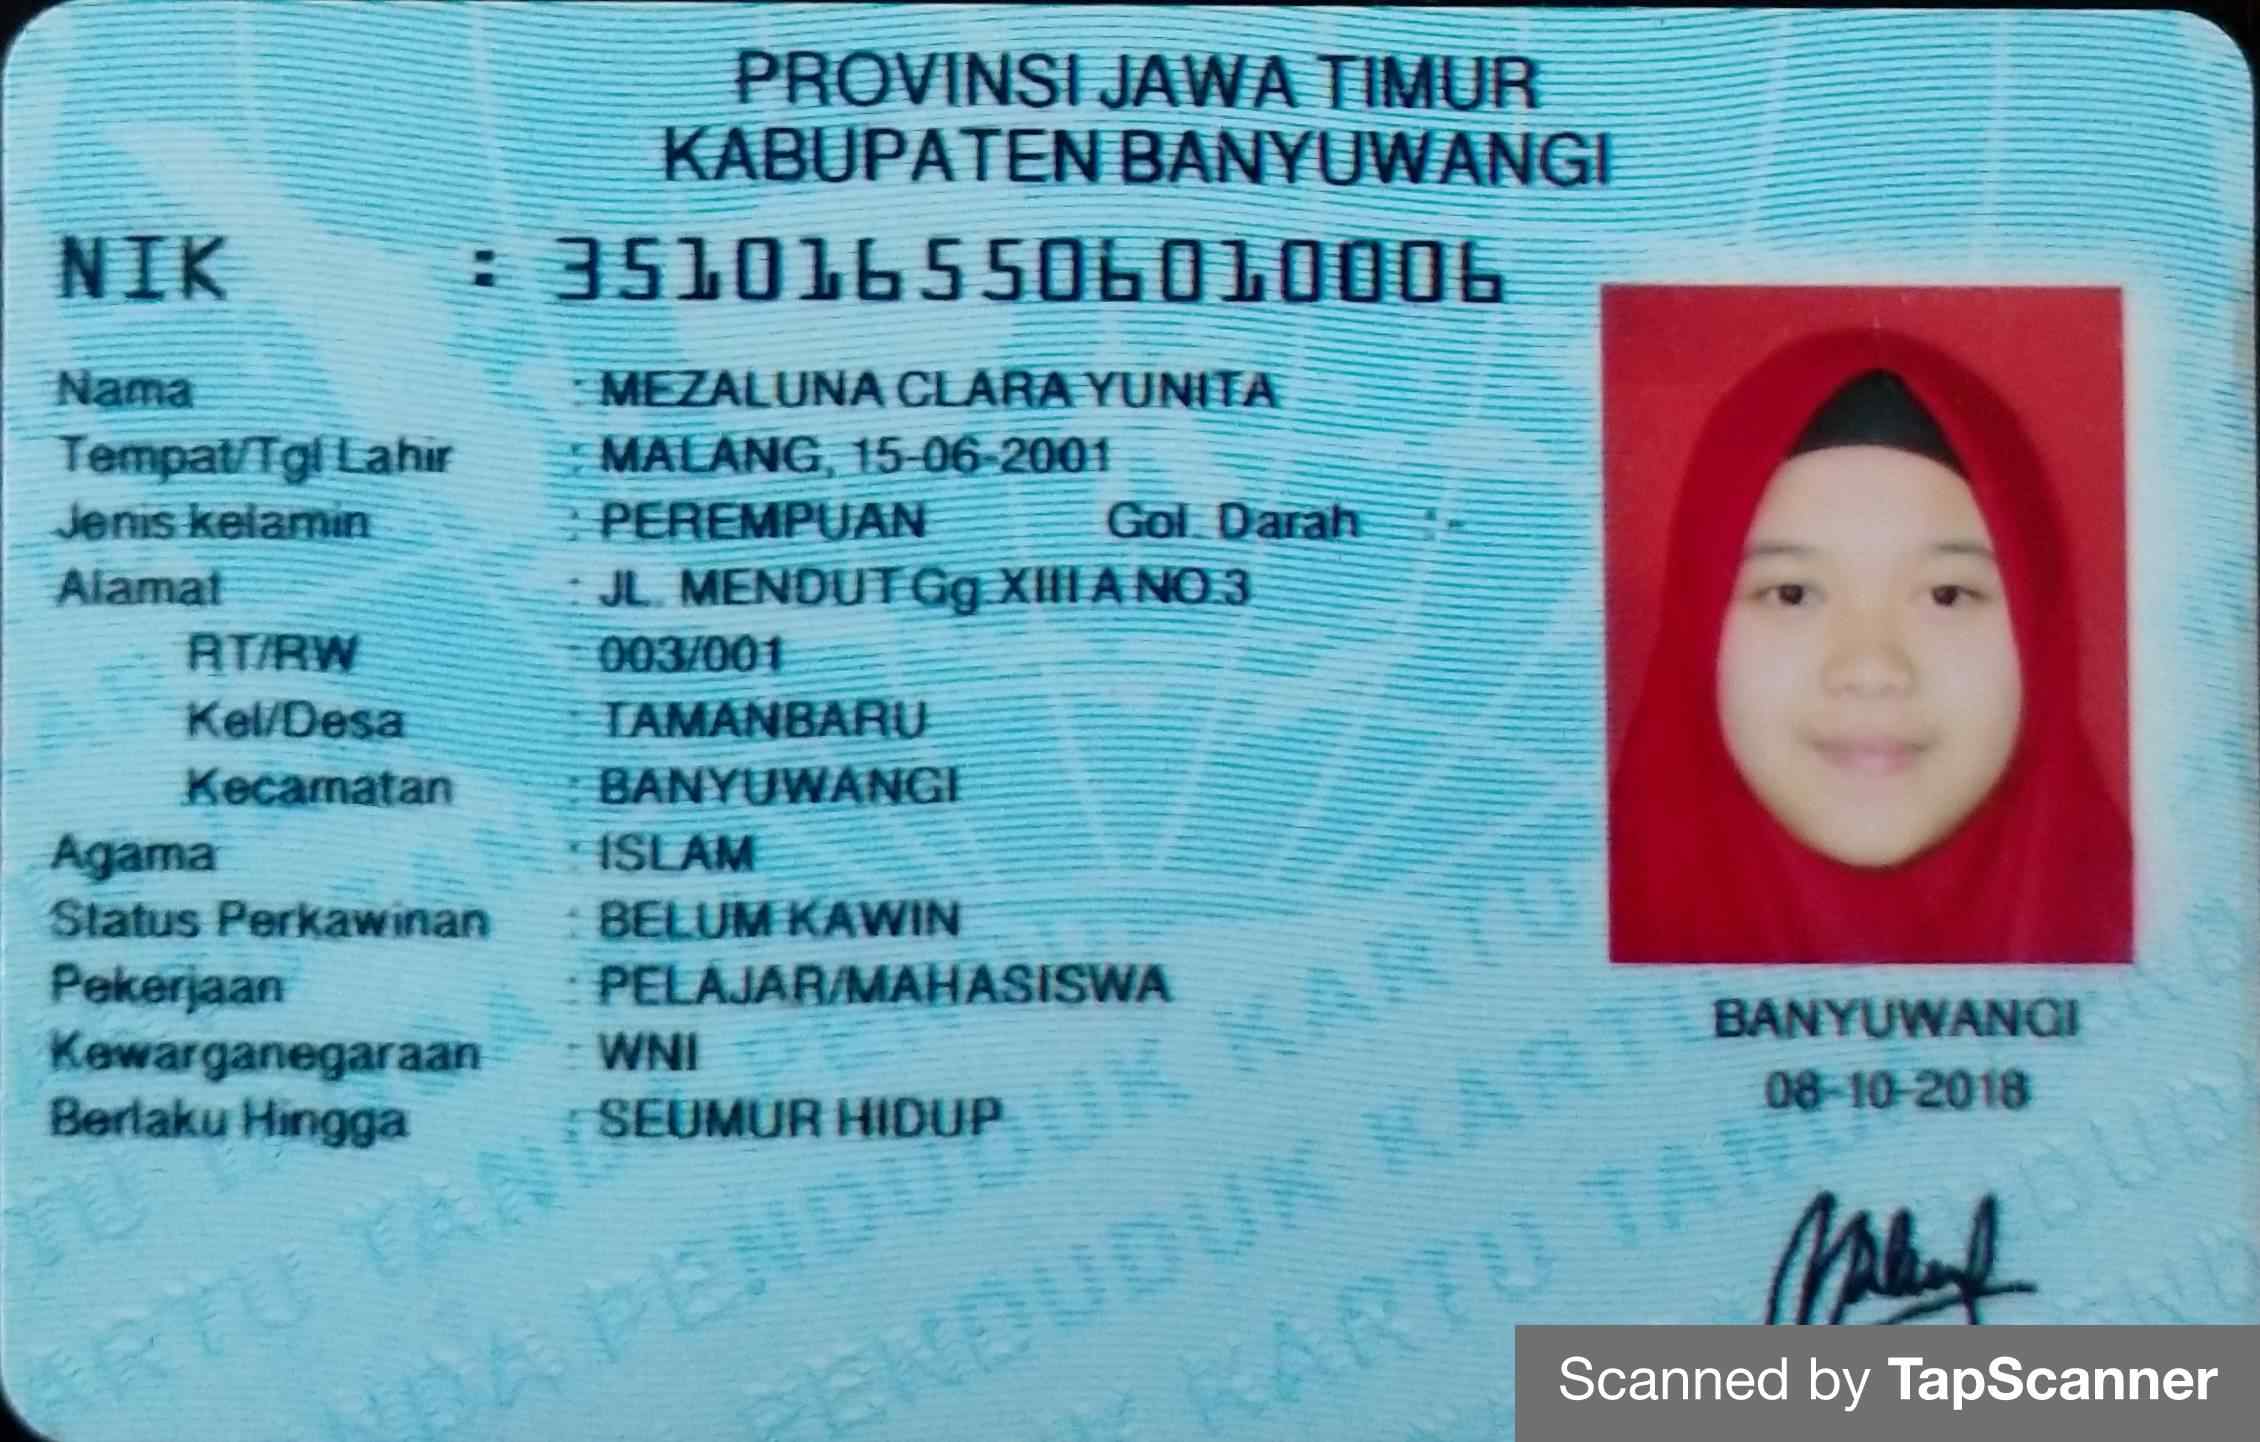 PROVINSI JAWA TIMUR
KABUPATEN BANYUWANGI
NIK : 3510165506010006
Nama : MEZALUNA CLARA YUNITA
Tempat/Tgl Lahir : MALANG, 15-06-2001
Jenis kelamin : PEREMPUAN Gol. Darah : -
Alamat : JL. MENDUT Gg.XIII A NO.3
RT/RW : 003/001
Kel/Desa : TAMANBARU
Kecamatan : BANYUWANGI
Agama : ISLAM
Status Perkawinan : BELUM KAWIN
Pekerjaan : PELAJAR/MAHASISWA
Kewarganegaraan : WNI
Berlaku Hingga : SEUMUR HIDUP
BANYUWANGI
08-10-2018
Scanned by TapScanner